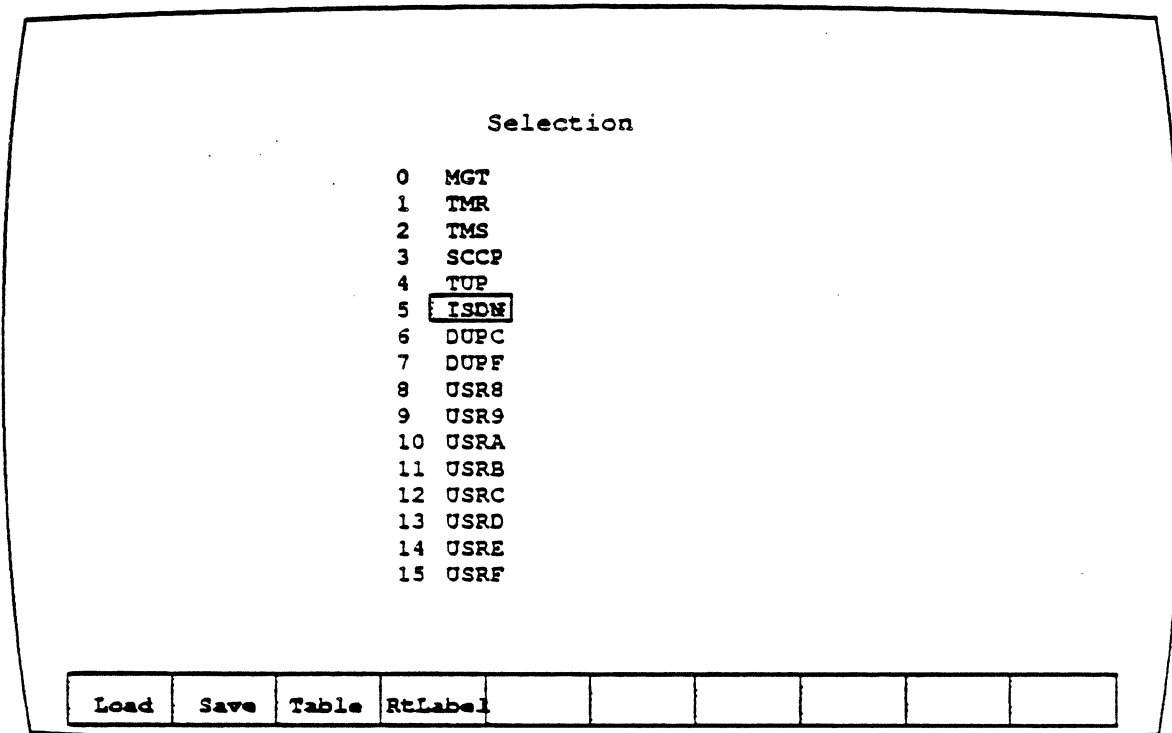 Selection
0 MGT
1 TMR
2 TMS
3 SCCP
4 TUP
5 ISDN
6 DUPC
7 DUPF
8 USR8
9 USR9
10 USRA
11 USRB
12 USRC
13 USRD
14 USRE
15 USRF
Load Save Table RtLabel